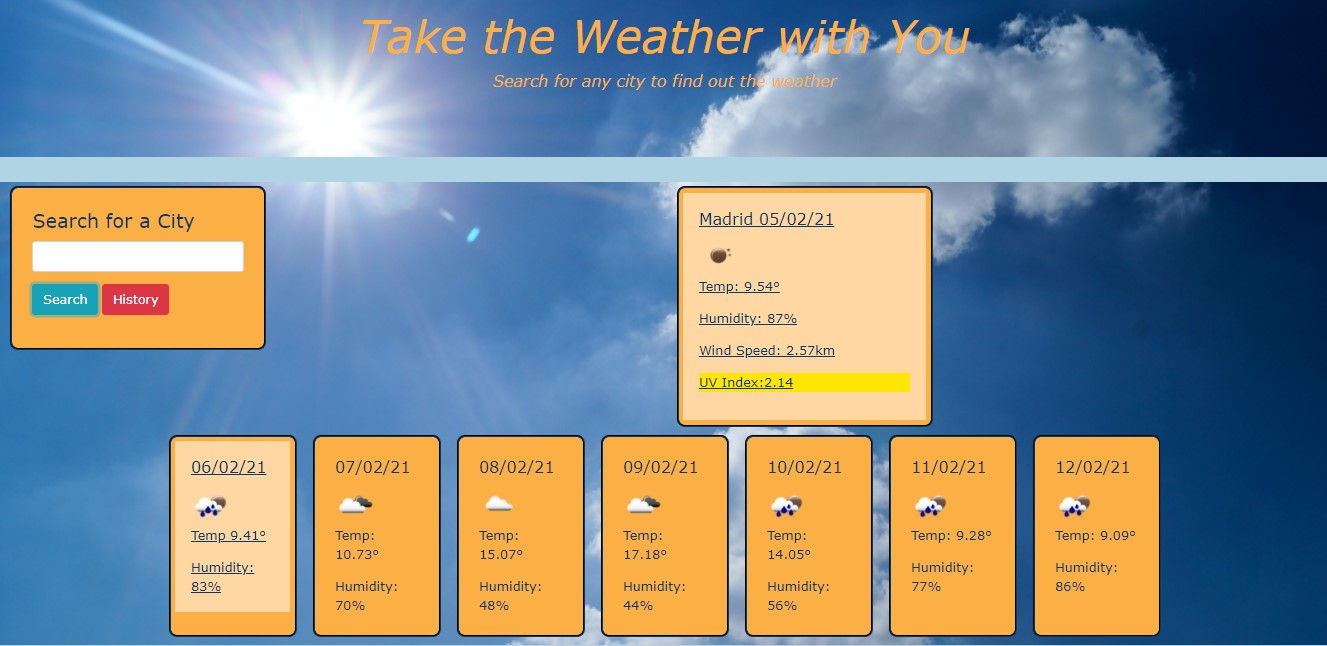 Take the Weather with You
Search for any city to find out the weather
Search for a City
Search History
Madrid 05/02/21
Temp: 9.54°
Humidity: 87%
Wind Speed: 2.57km
UV Index:2.14
06/02/21
Temp 9.41°
Humidity:
83%
07/02/21
Temp:
10.73°
Humidity:
70%
08/02/21
Temp:
15.07°
Humidity:
48%
09/02/21
Temp:
17.18°
Humidity:
44%
10/02/21
Temp:
14.05°
Humidity:
56%
11/02/21
Temp: 9.28°
Humidity:
77%
12/02/21
Temp: 9.09°
Humidity:
86%